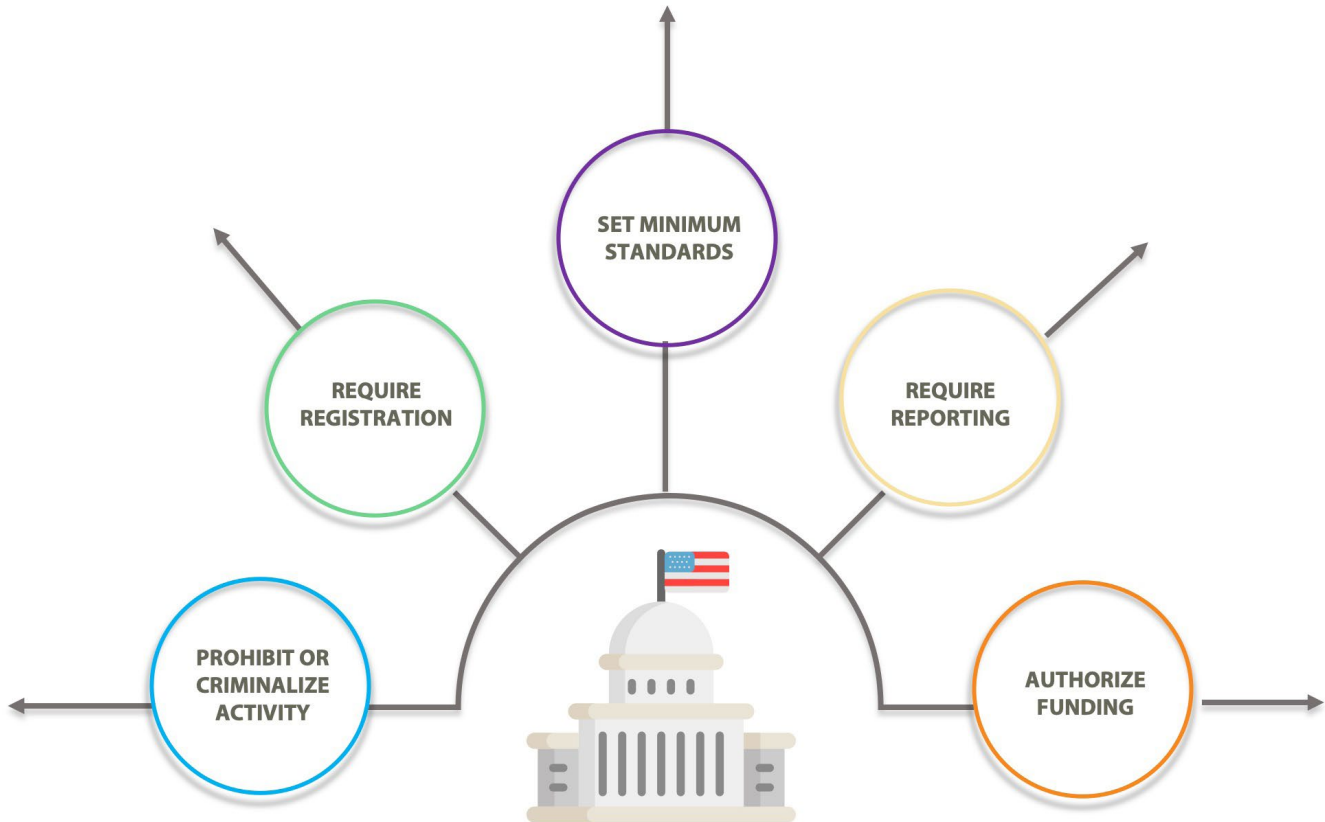 SET MINIMUM
STANDARDS
REQUIRE
REGISTRATION
REQUIRE
REPORTING
PROHIBIT OR
CRIMINALIZE
ACTIVITY
AUTHORIZE
FUNDING